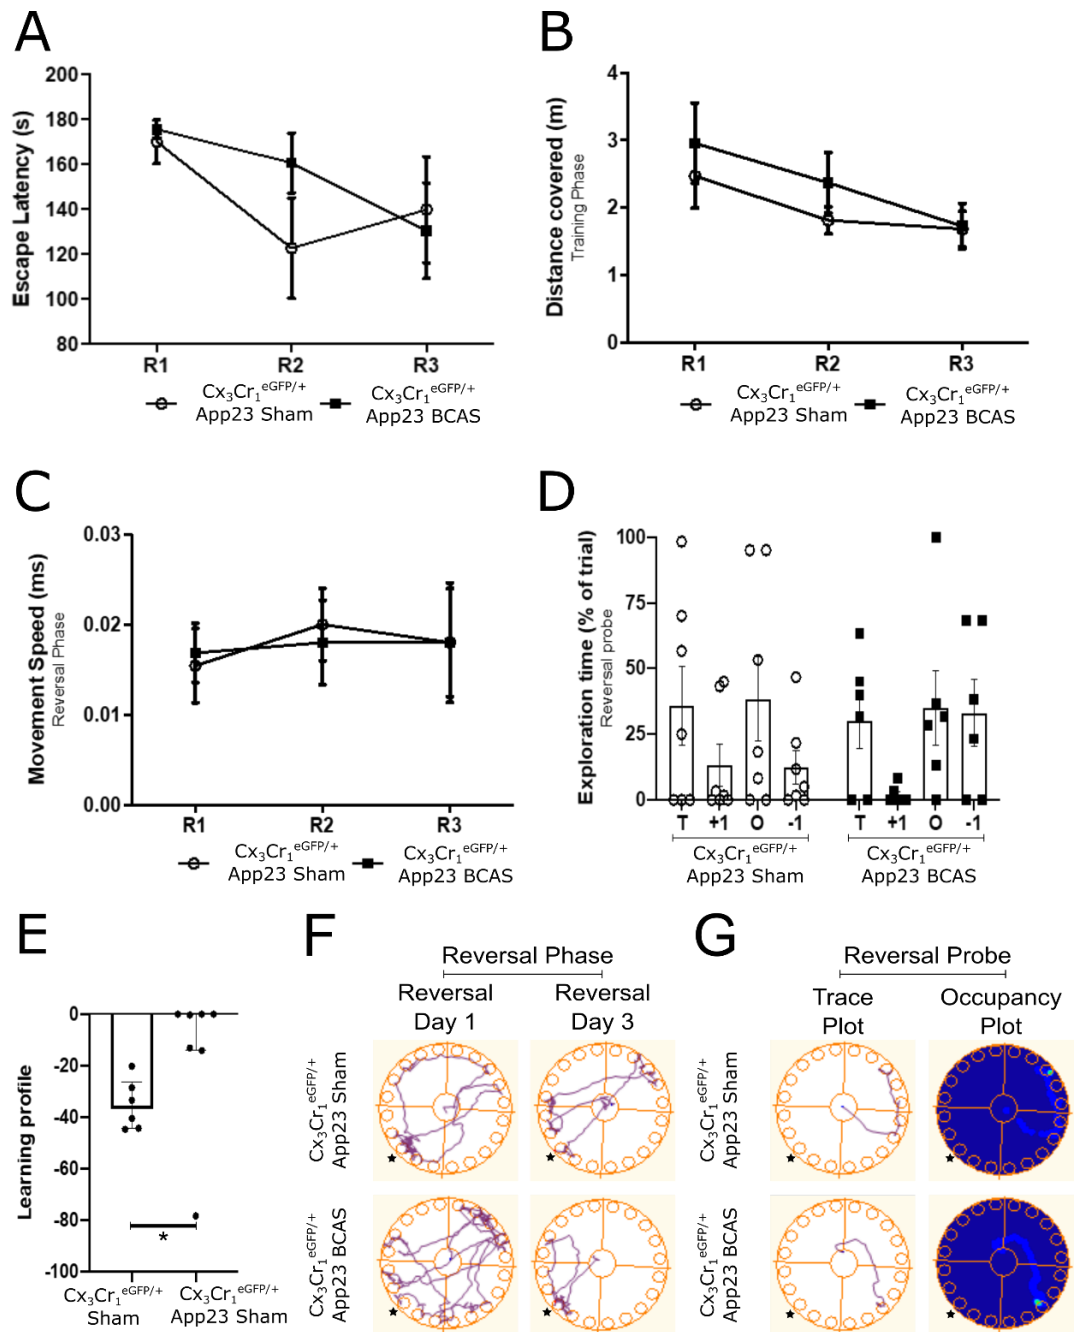 A
Escape Latency (s)
200
180
160
140
120
100
80
R1 R2 R3
Cx3Cr1eGFP/+ App23 Sham
Cx3Cr1eGFP/+ App23 BCAS
B
Distance covered (m)
Training Phase
4
3
2
1
0
R1 R2 R3
Cx3Cr1eGFP/+ App23 Sham
Cx3Cr1eGFP/+ App23 BCAS
C
Movement Speed (ms)
Reversal Phase
0.03
0.02
0.01
0.00
R1 R2 R3
Cx3Cr1eGFP/+ App23 Sham
Cx3Cr1eGFP/+ App23 BCAS
D
Exploration time (% of trial)
Reversal probe
100
75
50
25
0
T +1 O -1 T +1 O -1
Cx3Cr1eGFP/+ App23 Sham
Cx3Cr1eGFP/+ App23 BCAS
E
Learning profile
0
-20
-40
-60
-80
-100
*
Cx3Cr1eGFP/+ Sham
Cx3Cr1eGFP/+ App23 Sham
F
Reversal Phase
Reversal Day 1
Reversal Day 3
Cx3Cr1eGFP/+ App23 Sham
Cx3Cr1eGFP/+ App23 BCAS
G
Reversal Probe
Trace Plot
Occupancy Plot
Cx3Cr1eGFP/+ App23 Sham
Cx3Cr1eGFP/+ App23 BCAS